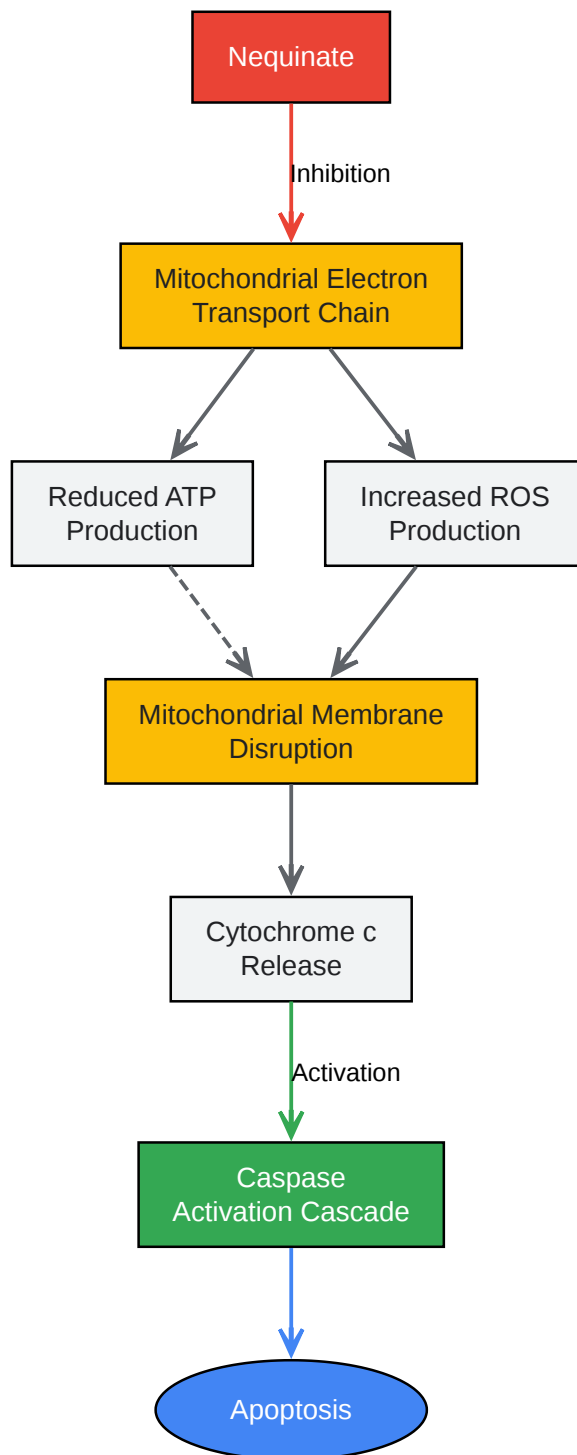 Nequinate
Inhibition
Mitochondrial Electron
Transport Chain
Reduced ATP
Production
Increased ROS
Production
Mitochondrial Membrane
Disruption
Cytochrome c
Release
Activation
Caspase
Activation Cascade
Apoptosis